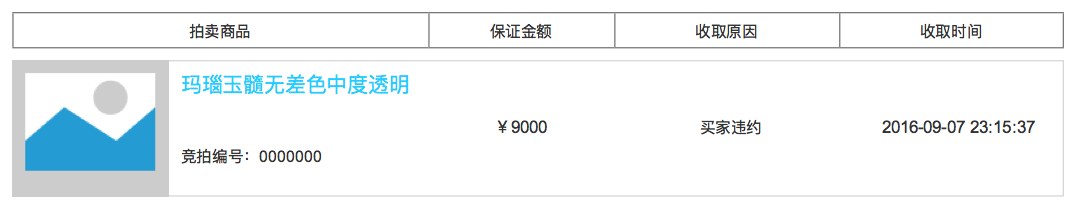 拍卖商品 保证金额 收取原因 收取时间
玛瑙玉髓无差色中度透明
￥9000 买家违约 2016-09-07 23:15:37
竞拍编号：0000000